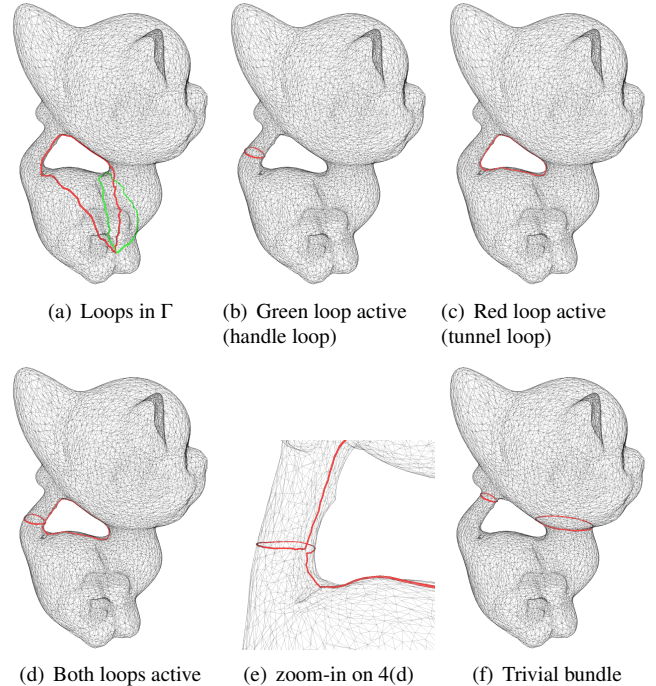 (a) Loops in Γ
(b) Green loop active
(handle loop)
(c) Red loop active
(tunnel loop)
(d) Both loops active
(e) zoom-in on 4(d)
(f) Trivial bundle